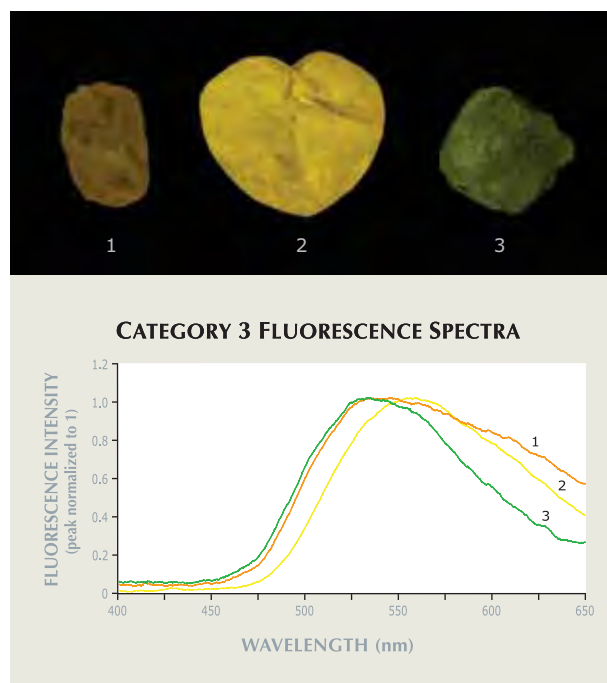 1 2 3
CATEGORY 3 FLUORESCENCE SPECTRA
FLUORESCENCE INTENSITY
(peak normalized to 1)
1.2
1.0
0.8
0.6
0.4
0.2
0
1
2
3
400 450 500 550 600 650
WAVELENGTH (nm)